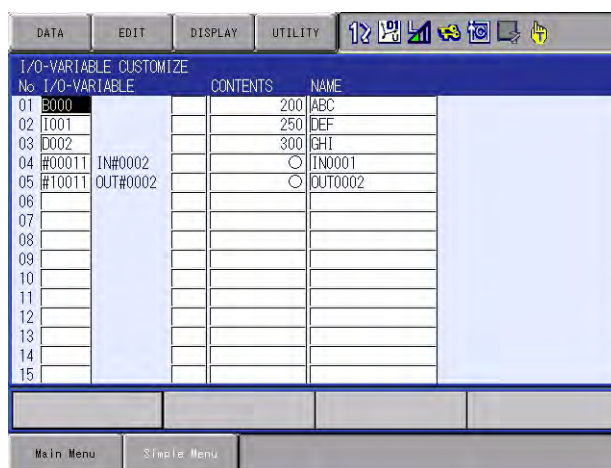 DATA EDIT DISPLAY UTILITY
I/O-VARIABLE CUSTOMIZE
No I/O-VARIABLE CONTENTS NAME
01 B000 200 ABC
02 I001 250 DEF
03 D002 300 GHI
04 #00011 IN#0002 ○ IN0001
05 #10011 OUT#0002 ○ OUT0002
06
07
08
09
10
11
12
13
14
15
Main Menu Simple Menu